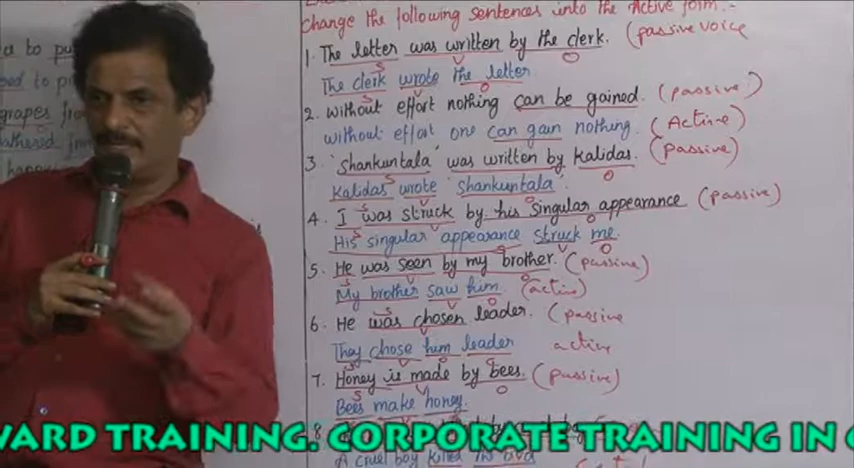 Change the following sentences into the Active form:-
1. The letter was written by the clerk. (passive voice
The clerk wrote the letter
2. Without effort nothing can be gained. (passive)
without effort one can gain nothing. (Active)
3. 'Shankuntala' was written by Kalidas. (passive)
Kalidas wrote 'Shankuntala'.
4. I was struck by his singular appearance (passive)
His singular appearance struck me.
5. He was seen by my brother. (passive)
My brother saw him. (active)
6. He was chosen leader. (passive
They chose him leader active
7. Honey is made by bees. (passive)
Bees make honey.
8.
A cruel boy killed the bird
to
to
grapes
WARD TRAINING. CORPORATE TRAINING IN